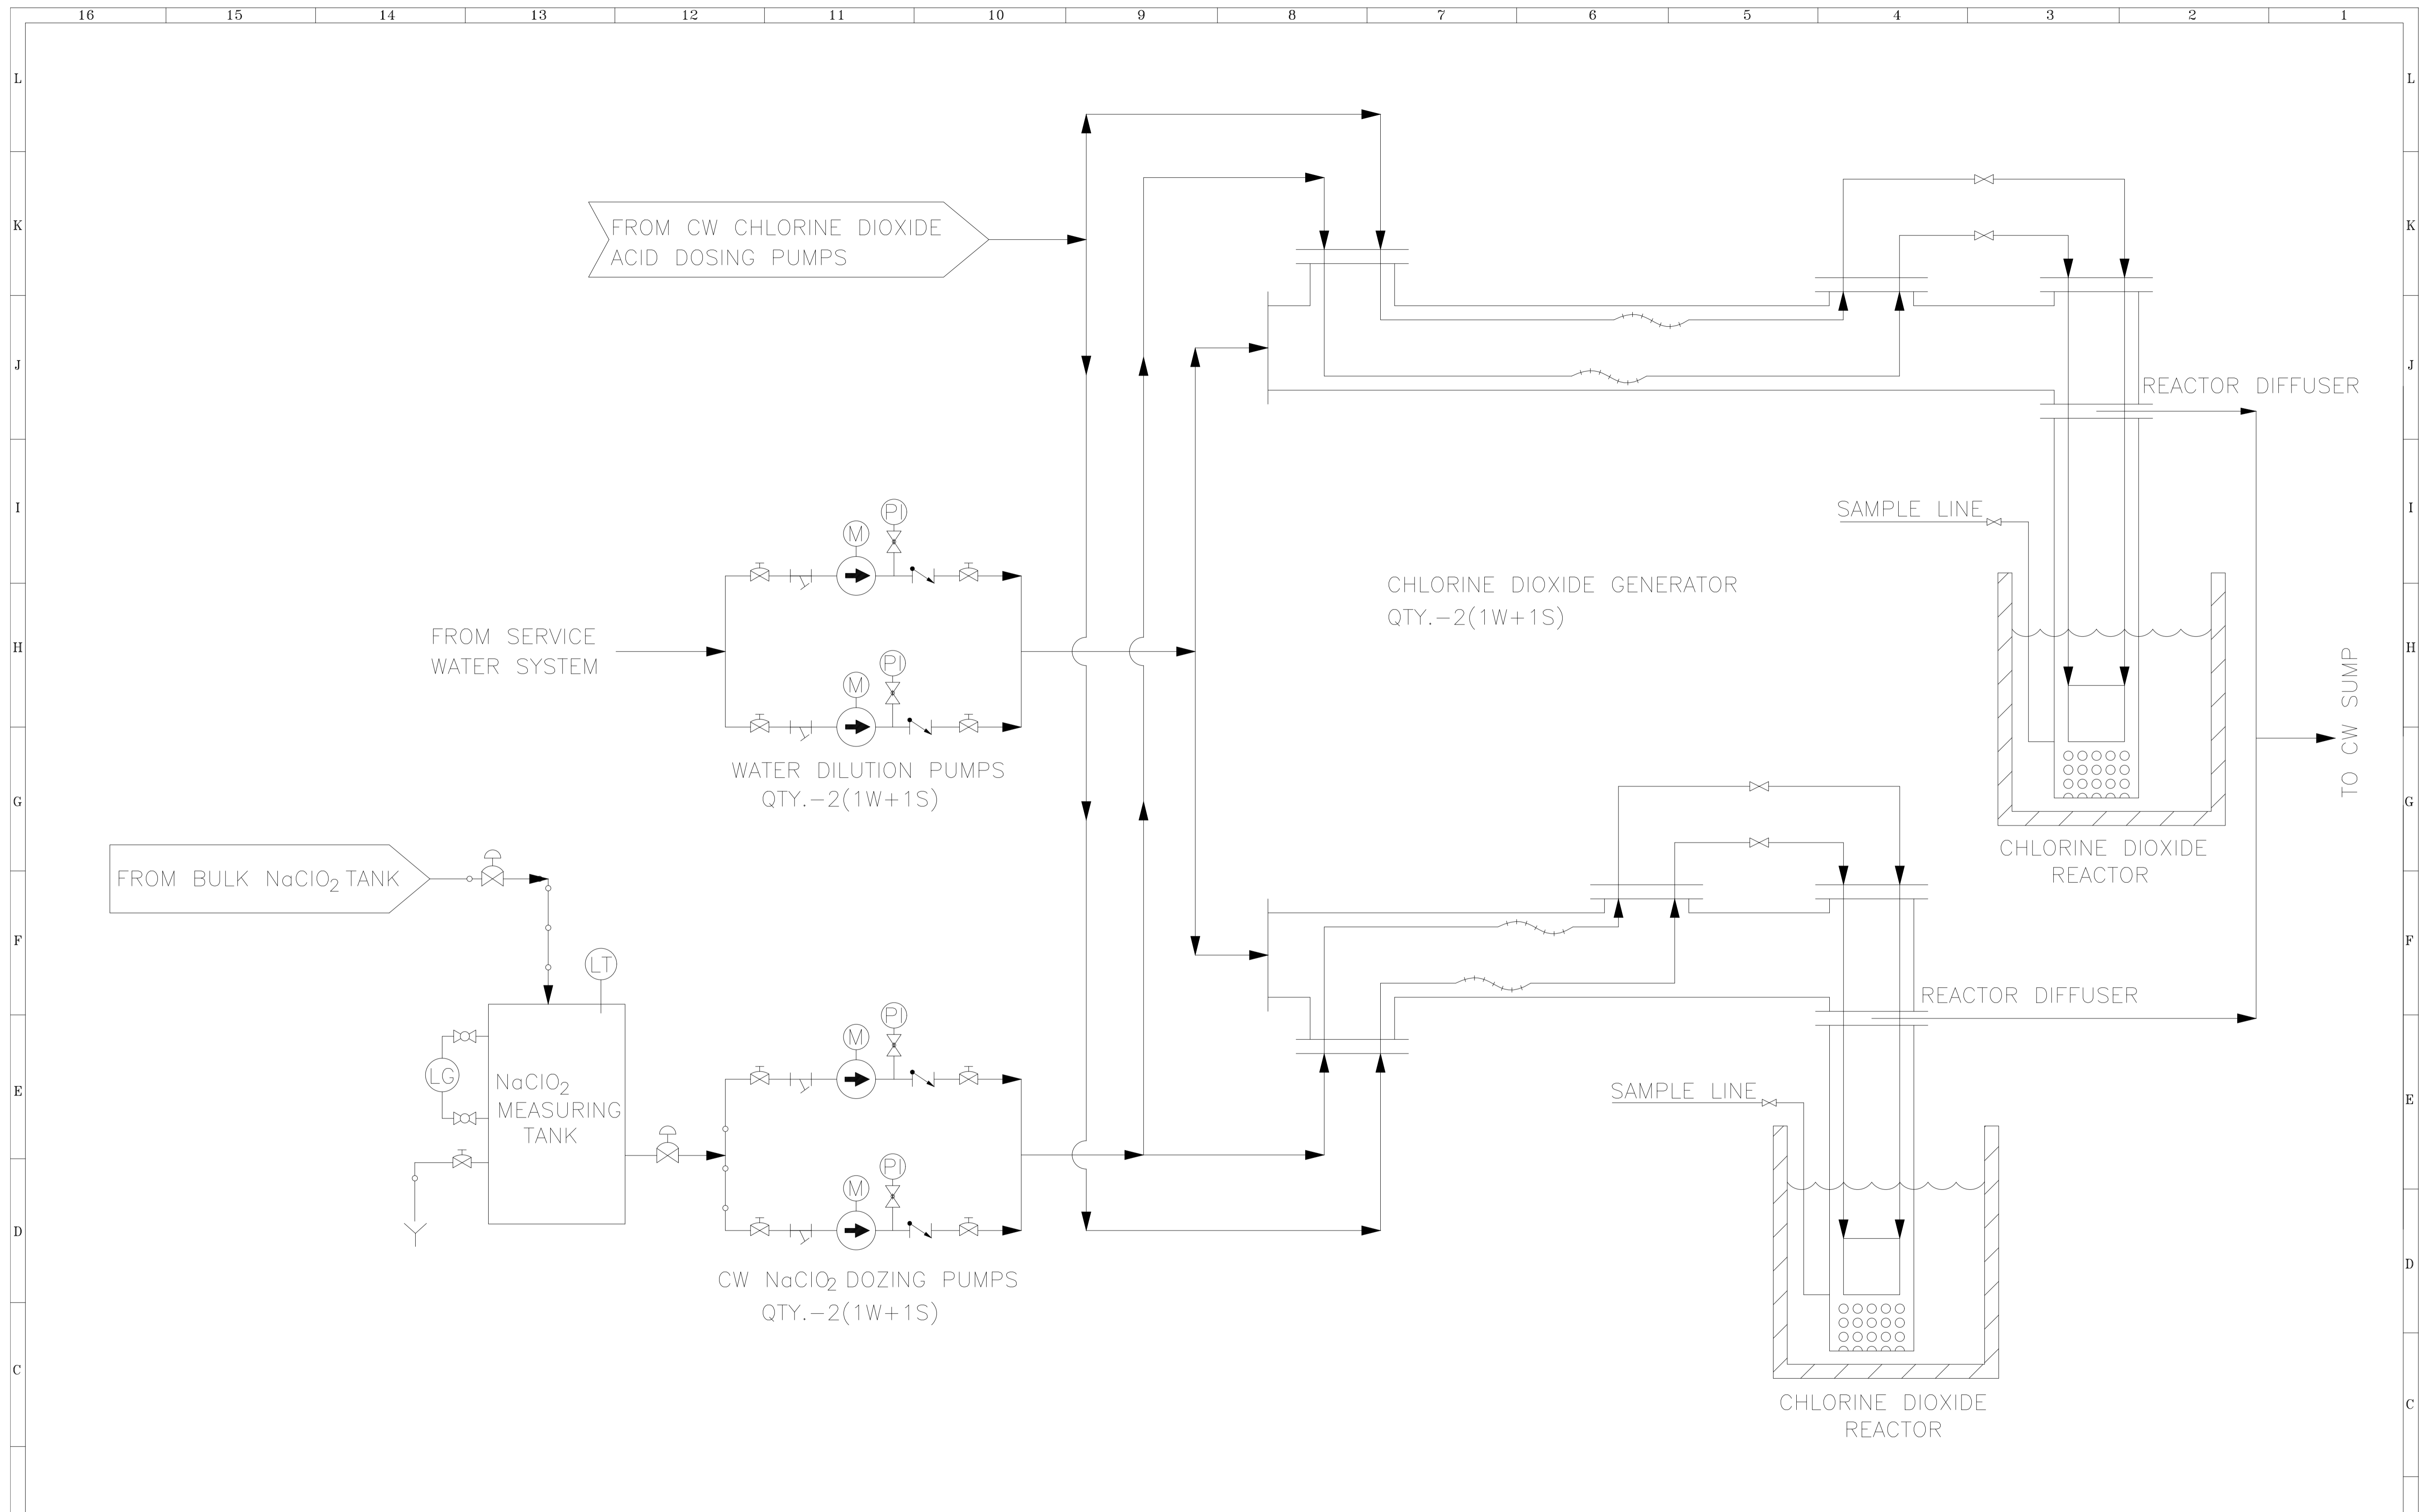 16 15 14 13 12 11 10 9 8 7 6 5 4 3 2 1
L
L
K
K
J
J
I
I
H
H
G
G
F
F
E
E
D
D
D
C
C
FROM CW CHLORINE DIOXIDE
ACID DOSING PUMPS
REACTOR DIFFUSER
SAMPLE LINE
PI
M
CHLORINE DIOXIDE GENERATOR
QTY.-2(1W+1S)
FROM SERVICE
WATER SYSTEM
PI
M
TO CW SUMP
WATER DILUTION PUMPS
QTY.-2(1W+1S)
CHLORINE DIOXIDE
REACTOR
FROM BULK NaClO₂ TANK
LT
REACTOR DIFFUSER
PI
M
LG
NaClO₂
MEASURING
TANK
SAMPLE LINE
PI
M
CW NaClO₂ DOZING PUMPS
QTY.-2(1W+1S)
CHLORINE DIOXIDE
REACTOR